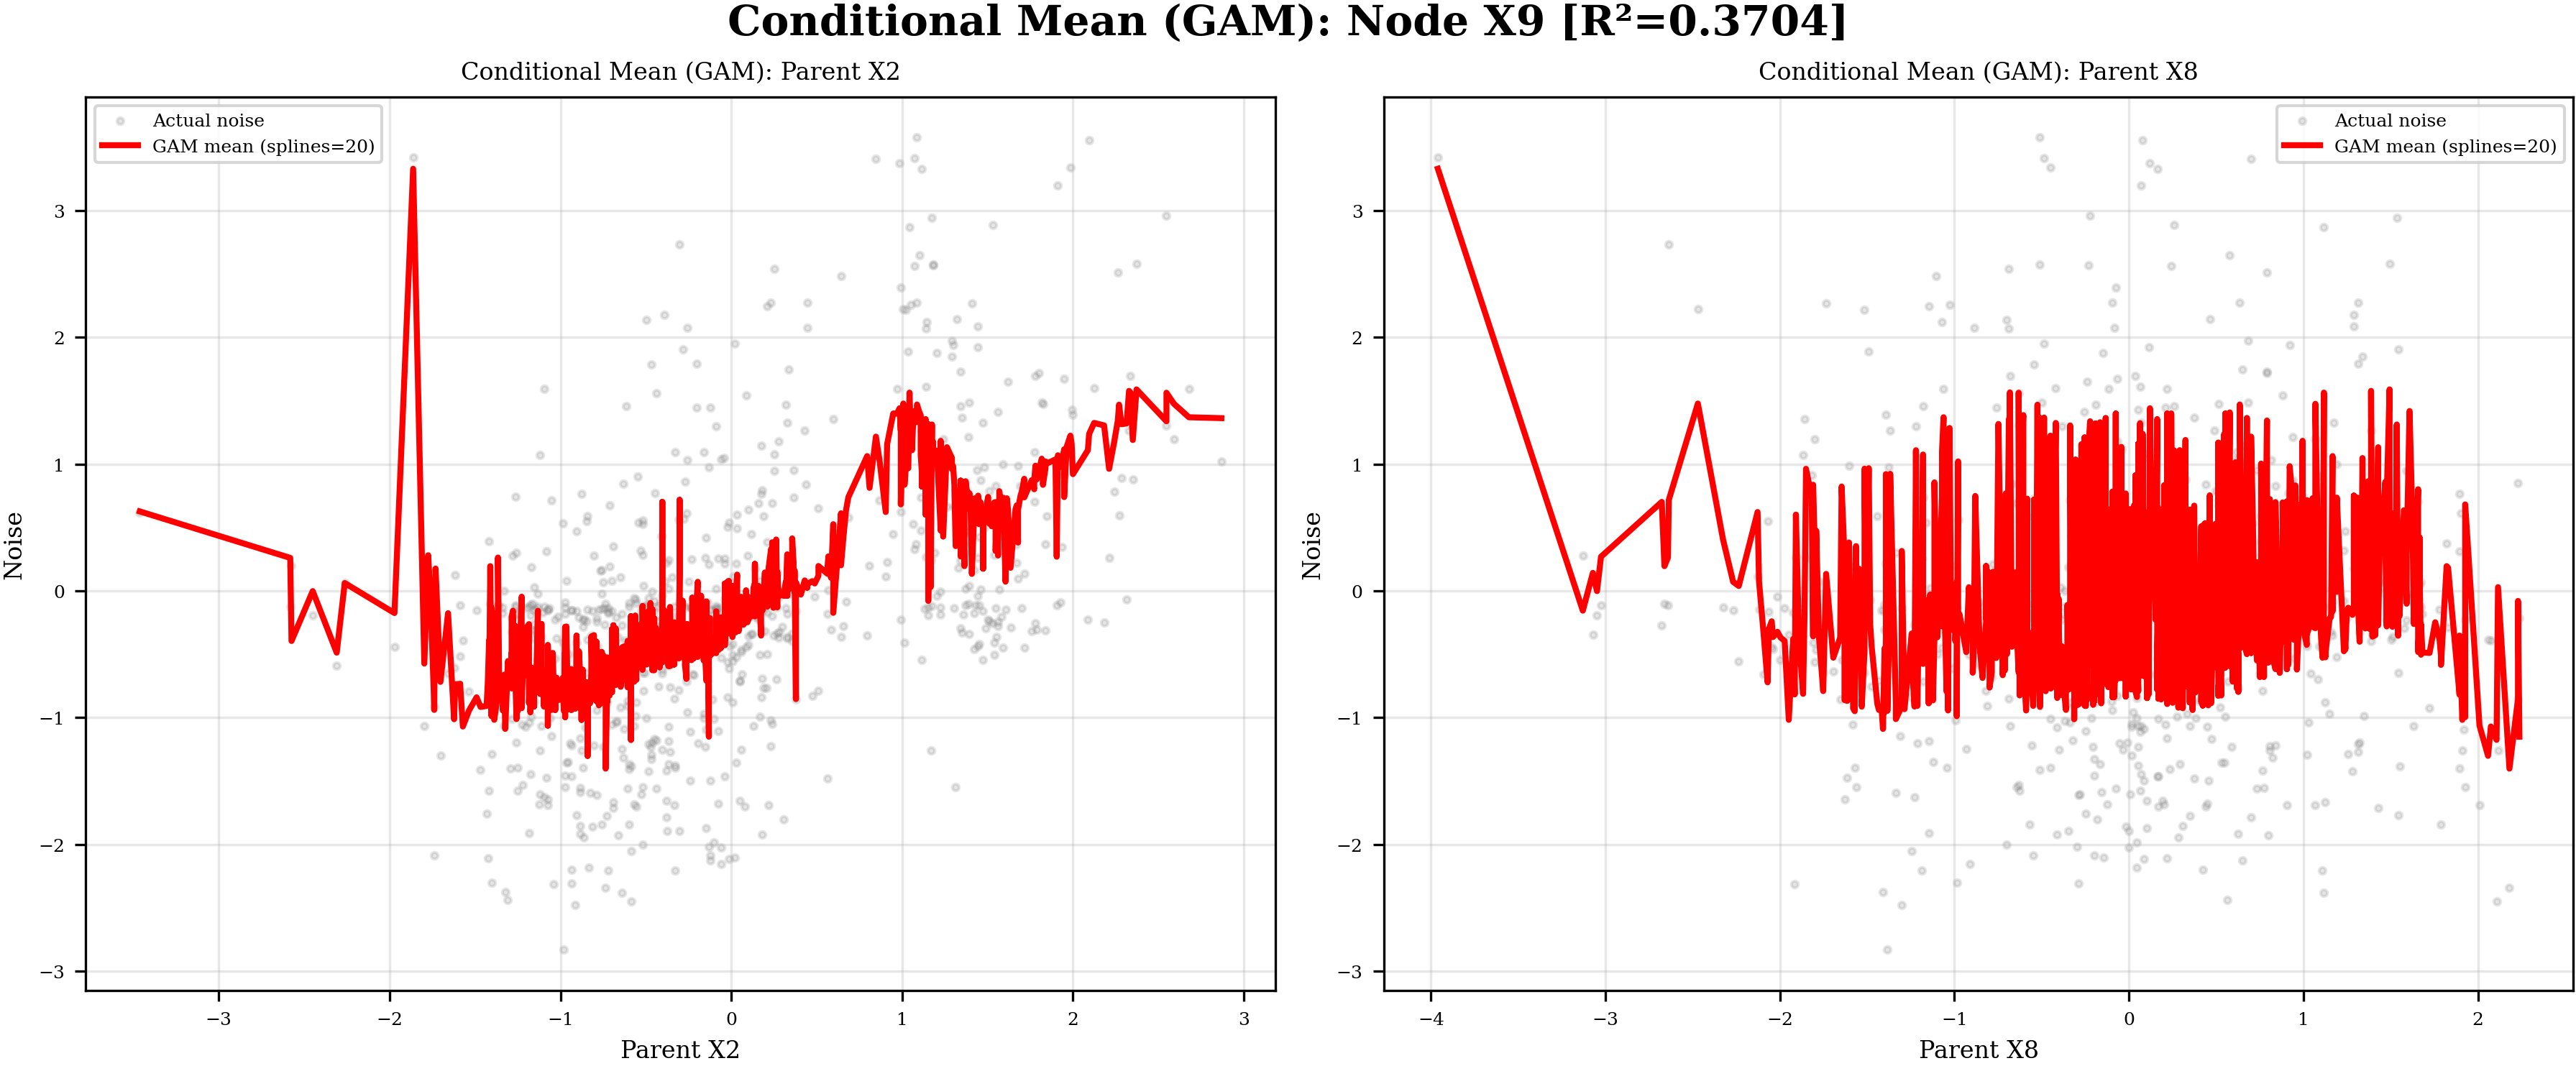 Conditional Mean (GAM): Node X9 [R²=0.3704]
Conditional Mean (GAM): Parent X2
Actual noise
GAM mean (splines=20)
Noise
3
2
1
0
−1
−2
−3
−3
−2
−1
0
1
2
3
Parent X2
Conditional Mean (GAM): Parent X8
Actual noise
GAM mean (splines=20)
Noise
3
2
1
0
−1
−2
−3
−4
−3
−2
−1
0
1
2
Parent X8